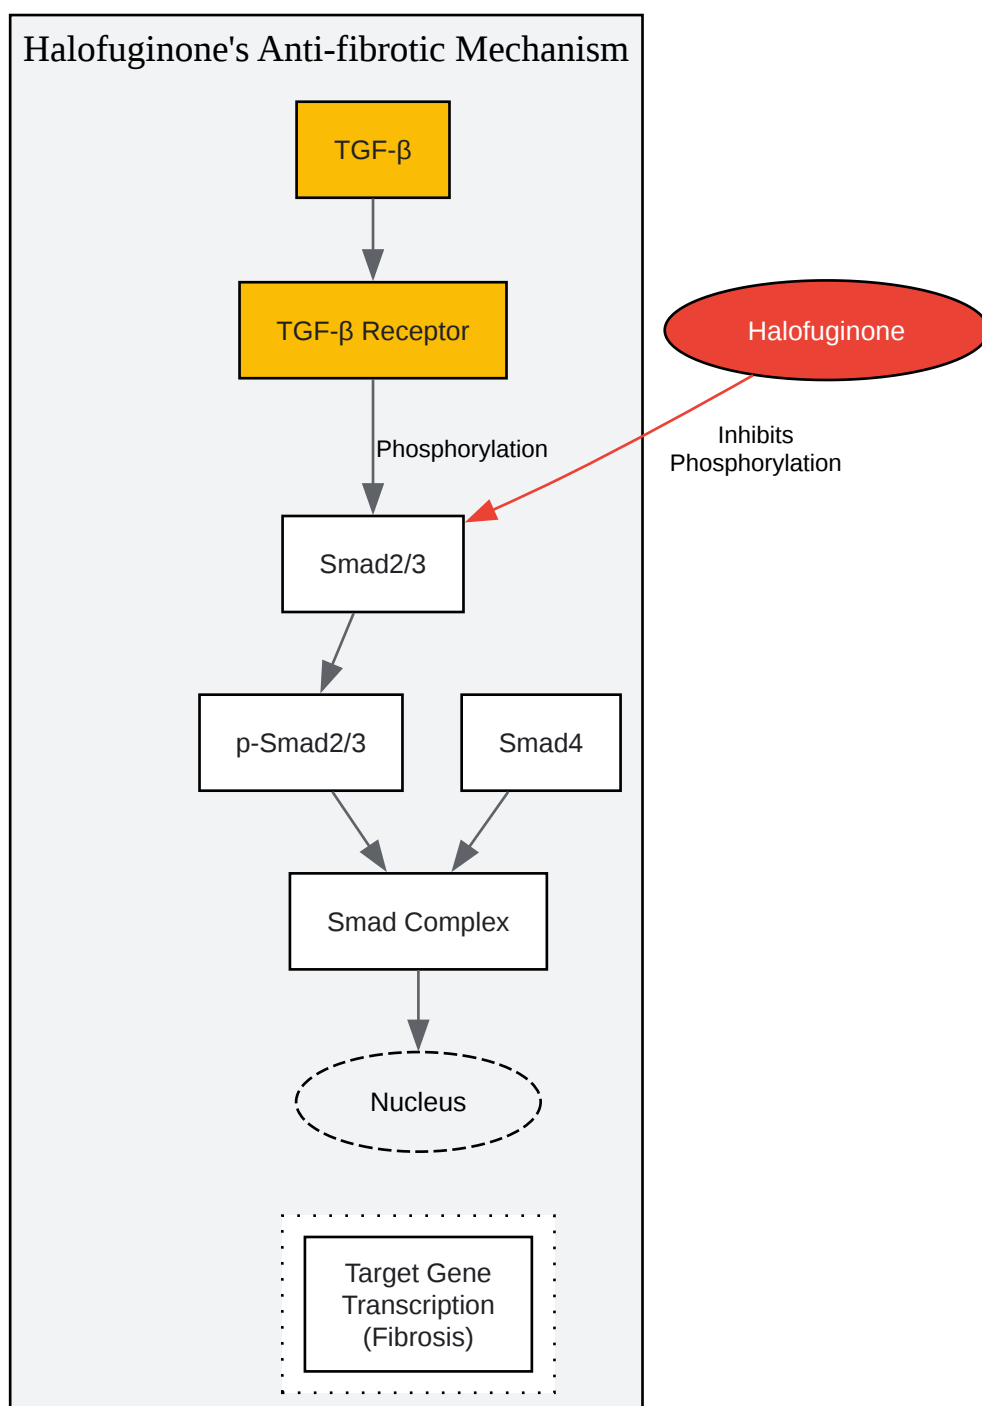 Halofuginone's Anti-fibrotic Mechanism
TGF-β
TGF-β Receptor
Halofuginone
Phosphorylation
Inhibits
Phosphorylation
Smad2/3
p-Smad2/3
Smad4
Smad Complex
Nucleus
Target Gene
Transcription
(Fibrosis)